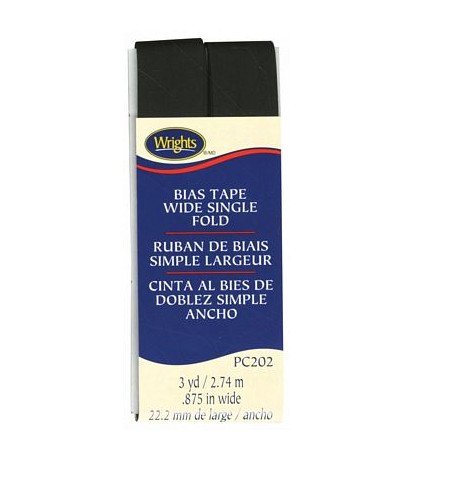 Wrights
BIAS TAPE
WIDE SINGLE
FOLD
RUBAN DE BIAIS
SIMPLE LARGEUR
CINTA AL BIES DE
DOBLEZ SIMPLE
ANCHO
PC202
3 yd / 2.74 m
.875 in wide
22.2 mm de large / ancho